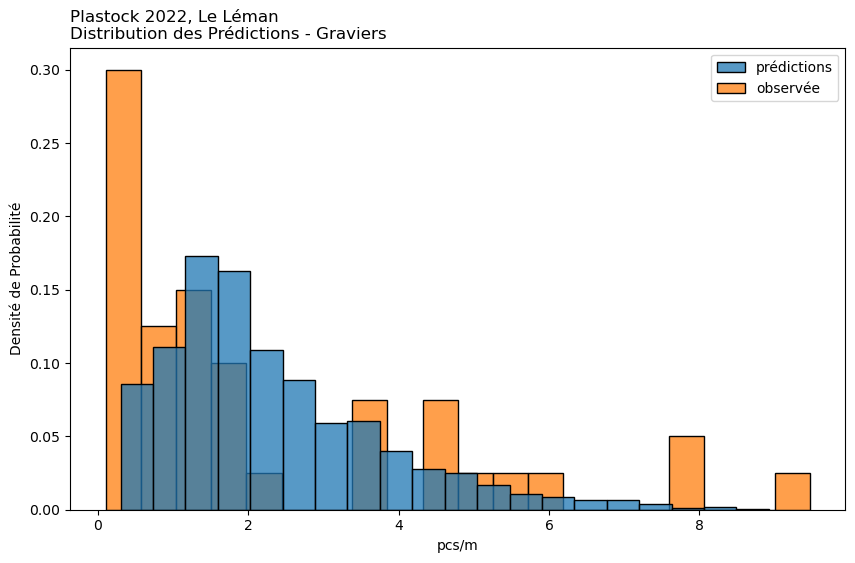 Plastock 2022, Le Léman
Distribution des Prédictions - Graviers
prédictions
observée
Densité de Probabilité
0.30
0.25
0.20
0.15
0.10
0.05
0.00
0
2
4
6
8
pcs/m